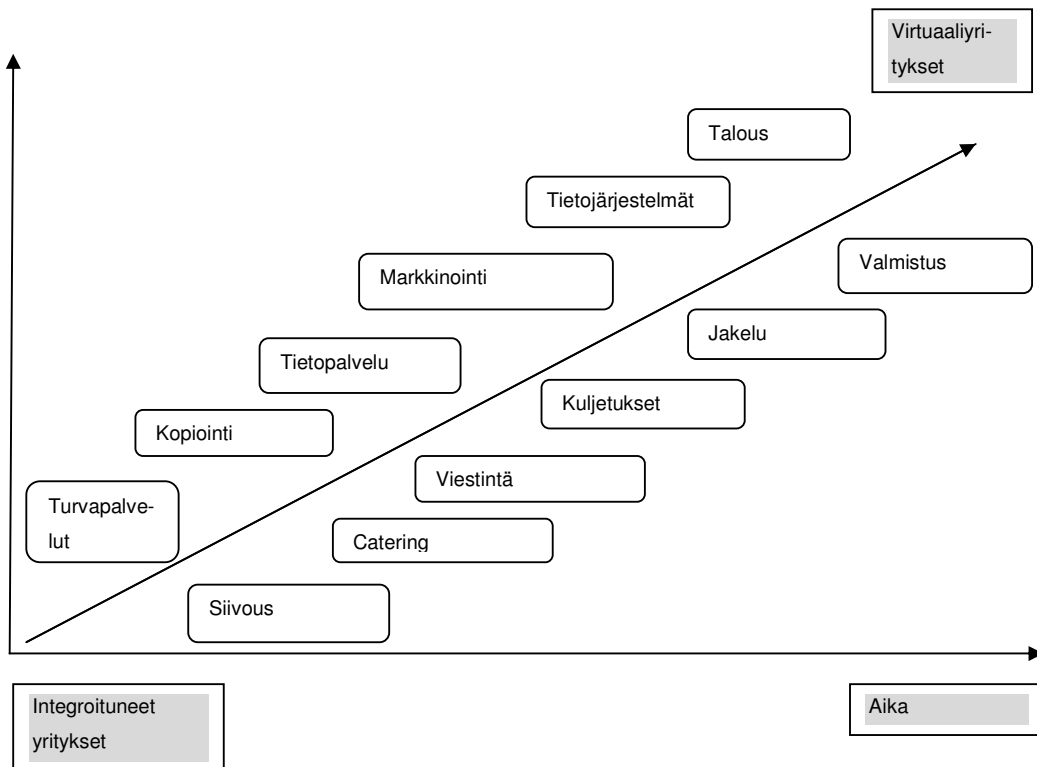 Virtuaaliyri-
tykset
Talous
Tietojärjestelmät
Valmistus
Markkinointi
Jakelu
Tietopalvelu
Kuljetukset
Kopiointi
Viestintä
Turvapalve-
lut
Catering
Siivous
Integroituneet
yritykset
Aika